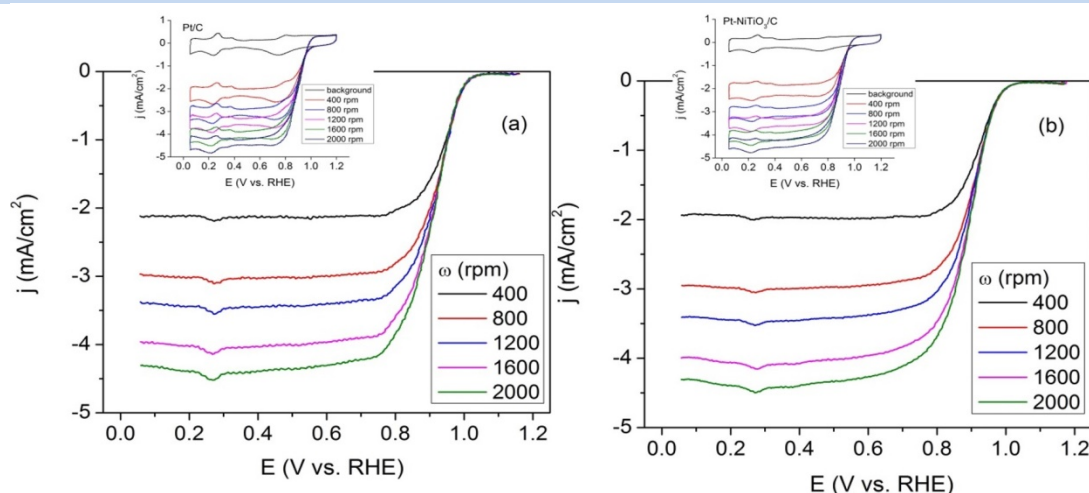 Pt/C
1
0
-1
-2
-3
-4
-5
j (mA/cm²)
background
400 rpm
800 rpm
1200 rpm
1600 rpm
2000 rpm
0.0 0.2 0.4 0.6 0.8 1.0 1.2
E (V vs. RHE)
(a)
0
-1
-2
-3
-4
-5
j (mA/cm²)
ω (rpm)
400
800
1200
1600
2000
0.0 0.2 0.4 0.6 0.8 1.0 1.2
E (V vs. RHE)
Pt-NiTiO₃/C
1
0
-1
-2
-3
-4
-5
j (mA/cm²)
background
400 rpm
800 rpm
1200 rpm
1600 rpm
2000 rpm
0.0 0.2 0.4 0.6 0.8 1.0 1.2
E (V vs. RHE)
(b)
0
-1
-2
-3
-4
-5
j (mA/cm²)
ω (rpm)
400
800
1200
1600
2000
0.0 0.2 0.4 0.6 0.8 1.0 1.2
E (V vs. RHE)